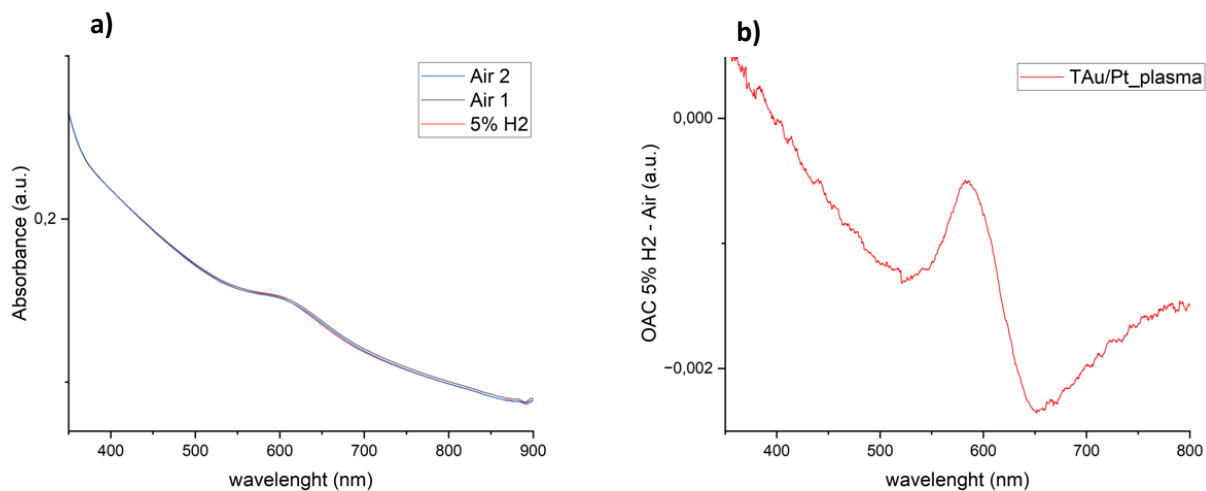 a)
Air 2
Air 1
5% H2
Absorbance (a.u.)
0,2
400 500 600 700 800 900
wavelenght (nm)
b)
TAu/Pt_plasma
OAC 5% H2 - Air (a.u.)
0,000
−0,002
400 500 600 700 800
wavelenght (nm)